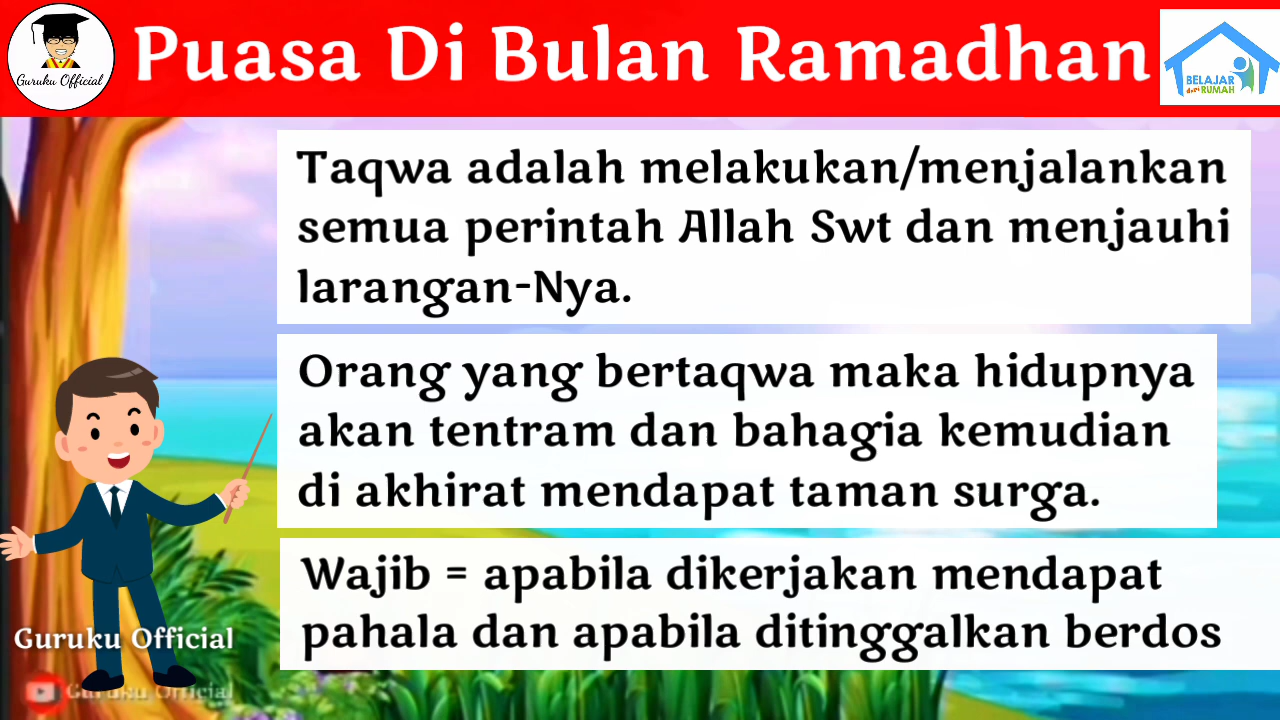 Guruku Official
Puasa Di Bulan Ramadhan
BELAJAR
dari RUMAH
Taqwa adalah melakukan/menjalankan
semua perintah Allah Swt dan menjauhi
larangan-Nya.
Orang yang bertaqwa maka hidupnya
akan tentram dan bahagia kemudian
di akhirat mendapat taman surga.
Wajib = apabila dikerjakan mendapat
pahala dan apabila ditinggalkan berdos
Guruku Official
Guruku Official